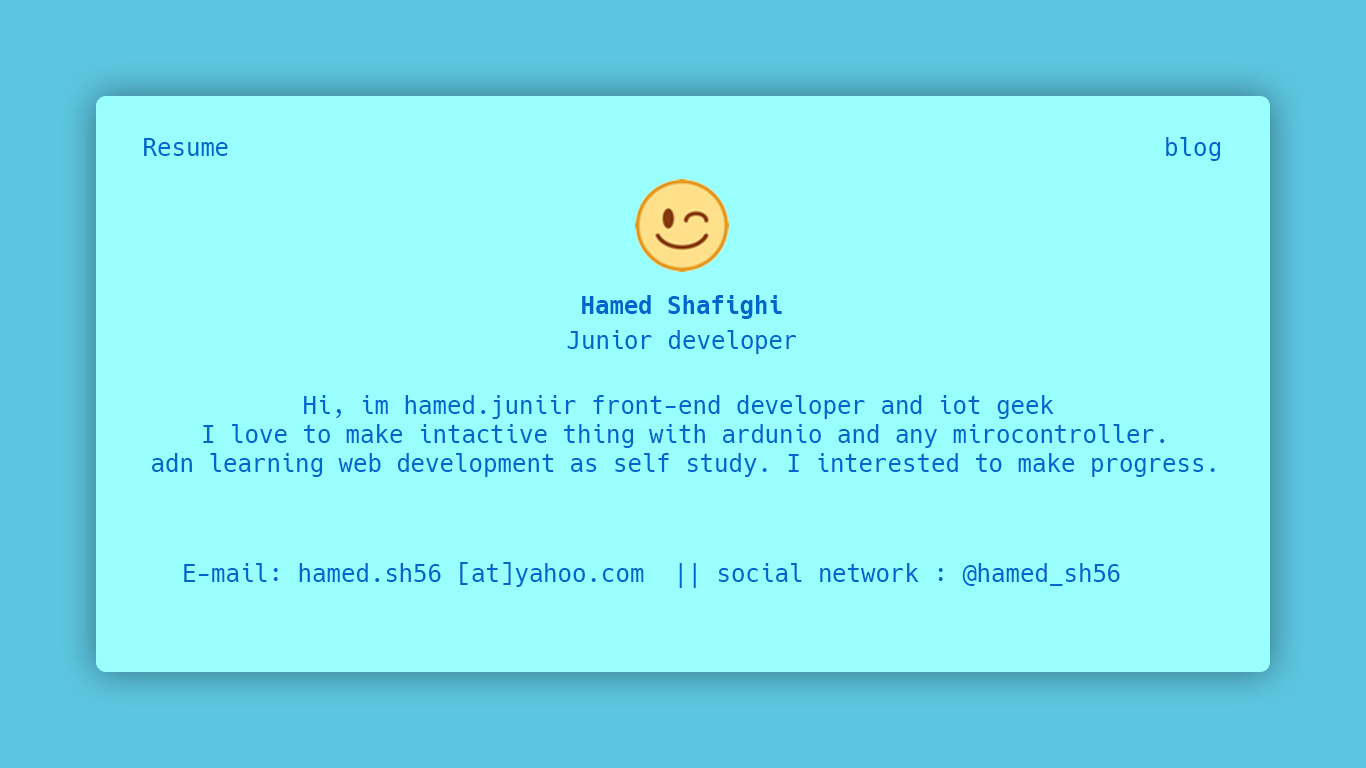 Resume
blog
Hamed Shafighi
Junior developer
Hi, im hamed.juniir front-end developer and iot geek
I love to make intactive thing with ardunio and any mirocontroller.
adn learning web development as self study. I interested to make progress.
E-mail: hamed.sh56 [at]yahoo.com  || social network : @hamed_sh56